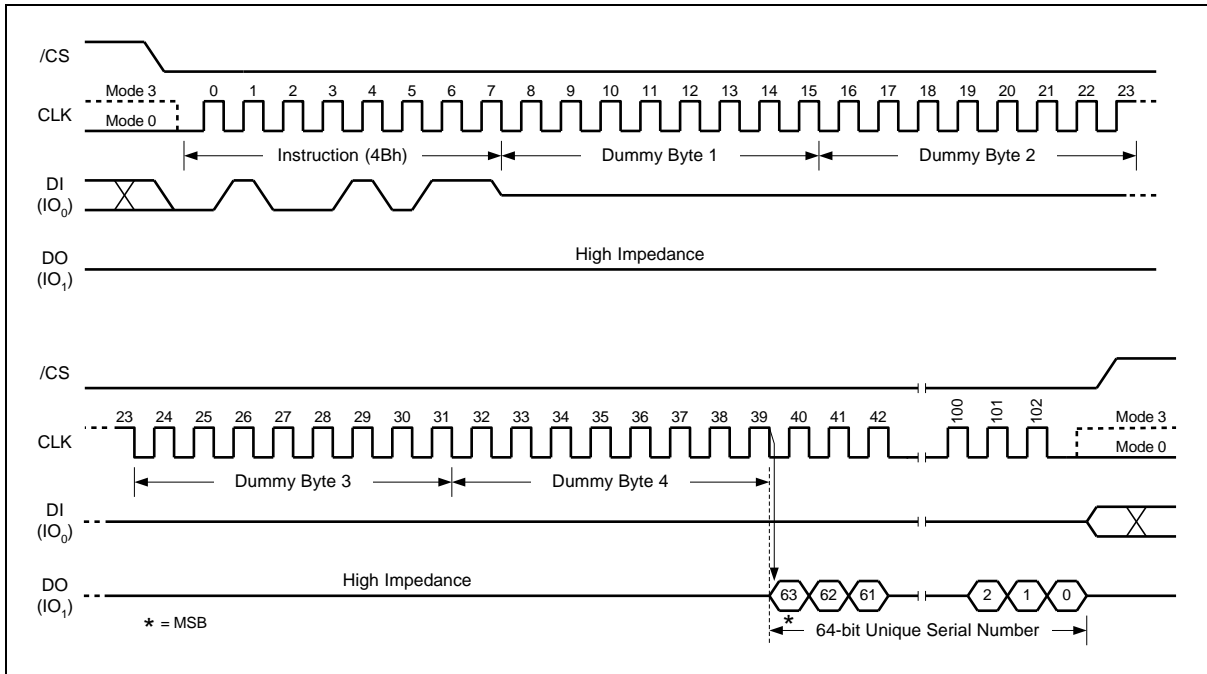 /CS
Mode 3 0 1 2 3 4 5 6 7 8 9 10 11 12 13 14 15 16 17 18 19 20 21 22 23
CLK
Mode 0
Instruction (4Bh) Dummy Byte 1 Dummy Byte 2
DI
(IO0)
High Impedance
DO
(IO1)
/CS
23 24 25 26 27 28 29 30 31 32 33 34 35 36 37 38 39 40 41 42 100 101 102 Mode 3
CLK
Mode 0
Dummy Byte 3 Dummy Byte 4
DI
(IO0)
High Impedance
DO
(IO1)
63 62 61 2 1 0
* = MSB
*
64-bit Unique Serial Number